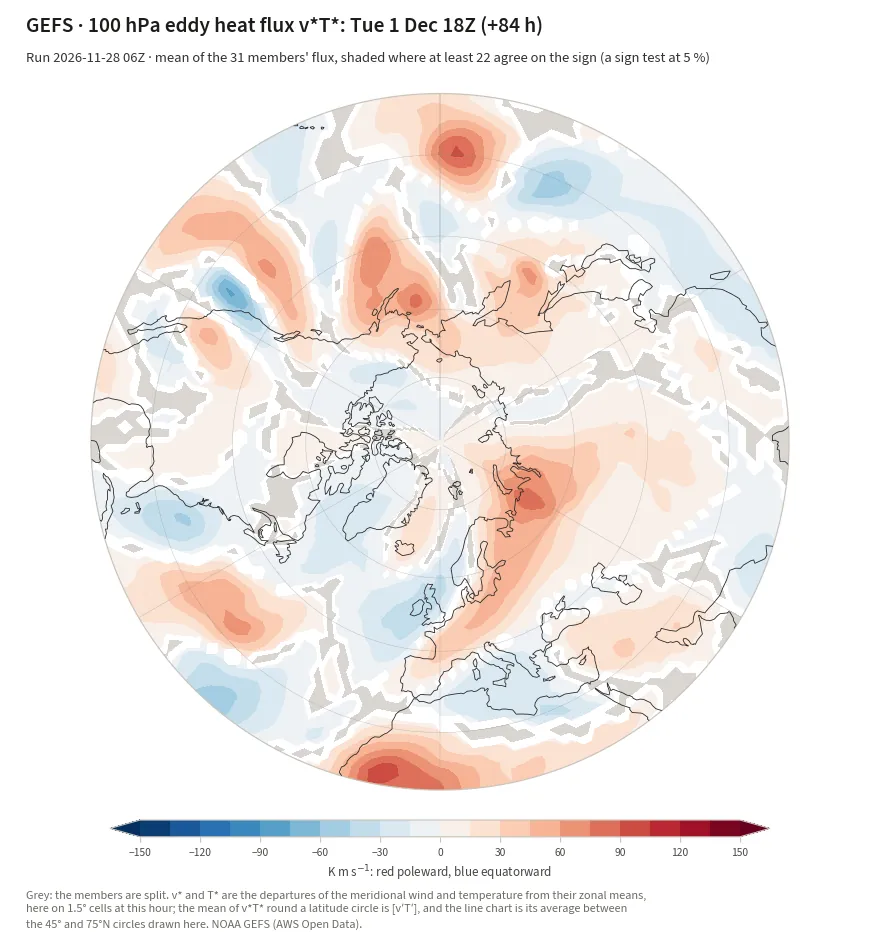 GEFS · 100 hPa eddy heat flux v*T*: Tue 1 Dec 18Z (+84 h)
Run 2026-11-28 06Z · mean of the 31 members' flux, shaded where at least 22 agree on the sign (a sign test at 5 %)
−150 −120 −90 −60 −30 0 30 60 90 120 150
K m s⁻¹: red poleward, blue equatorward
Grey: the members are split. v* and T* are the departures of the meridional wind and temperature from their zonal means,
here on 1.5° cells at this hour; the mean of v*T* round a latitude circle is [v'T'], and the line chart is its average between
the 45° and 75°N circles drawn here. NOAA GEFS (AWS Open Data).